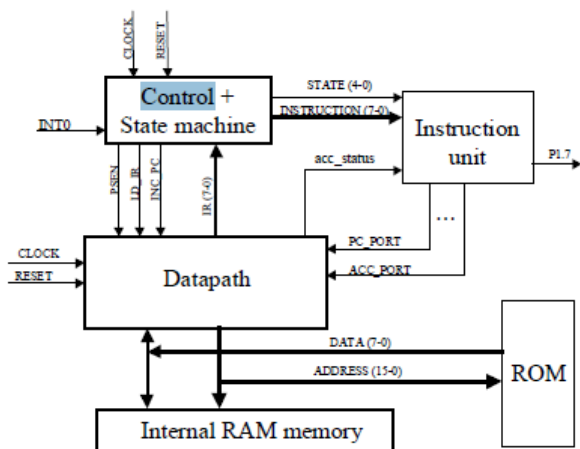 CLOCK
RESET
Control +
State machine
INT0
STATE (4-0)
INSTRUCTION (7-0)
Instruction
unit
P1.7
PSEN
LD_IR
INC_PC
IR (7-0)
acc_status
...
PC_PORT
ACC_PORT
CLOCK
RESET
Datapath
DATA (7-0)
ADDRESS (15-0)
ROM
Internal RAM memory